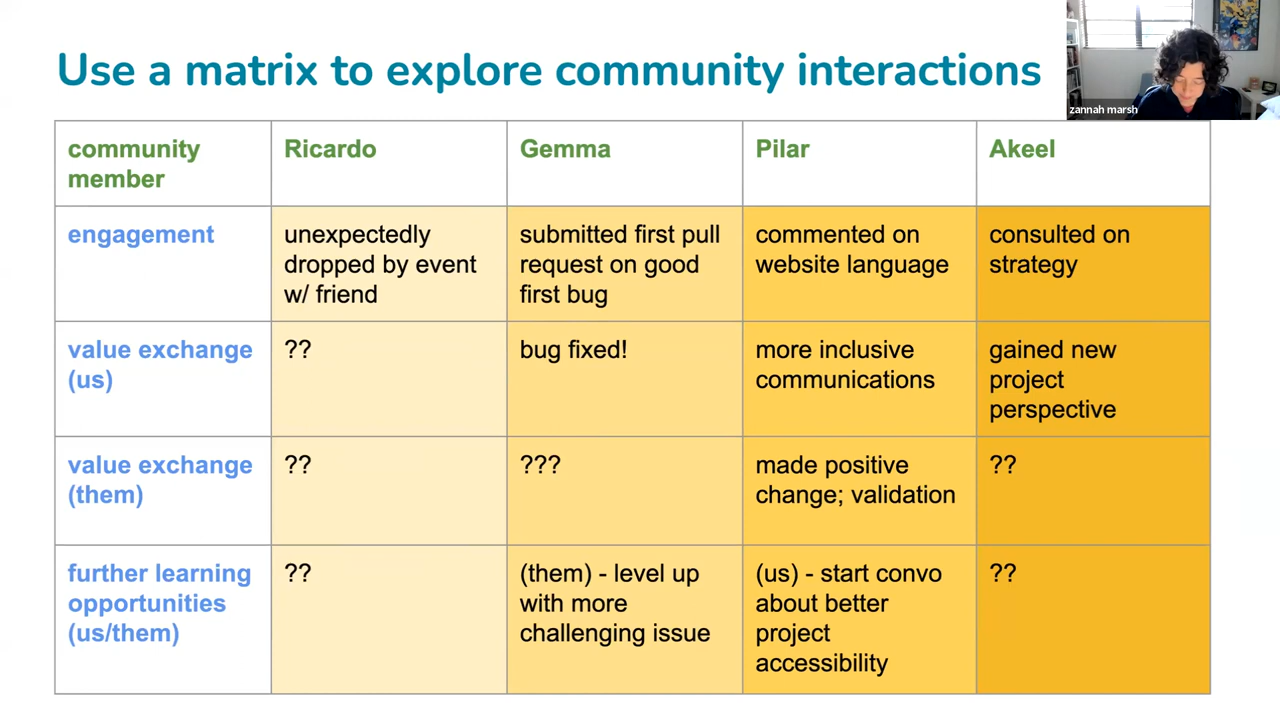 Use a matrix to explore community interactions
zannah marsh
community
member
Ricardo
Gemma
Pilar
Akeel
engagement
unexpectedly
dropped by event
w/ friend
submitted first pull
request on good
first bug
commented on
website language
consulted on
strategy
value exchange
(us)
??
bug fixed!
more inclusive
communications
gained new
project
perspective
value exchange
(them)
??
???
made positive
change; validation
??
further learning
opportunities
(us/them)
??
(them) - level up
with more
challenging issue
(us) - start convo
about better
project
accessibility
??